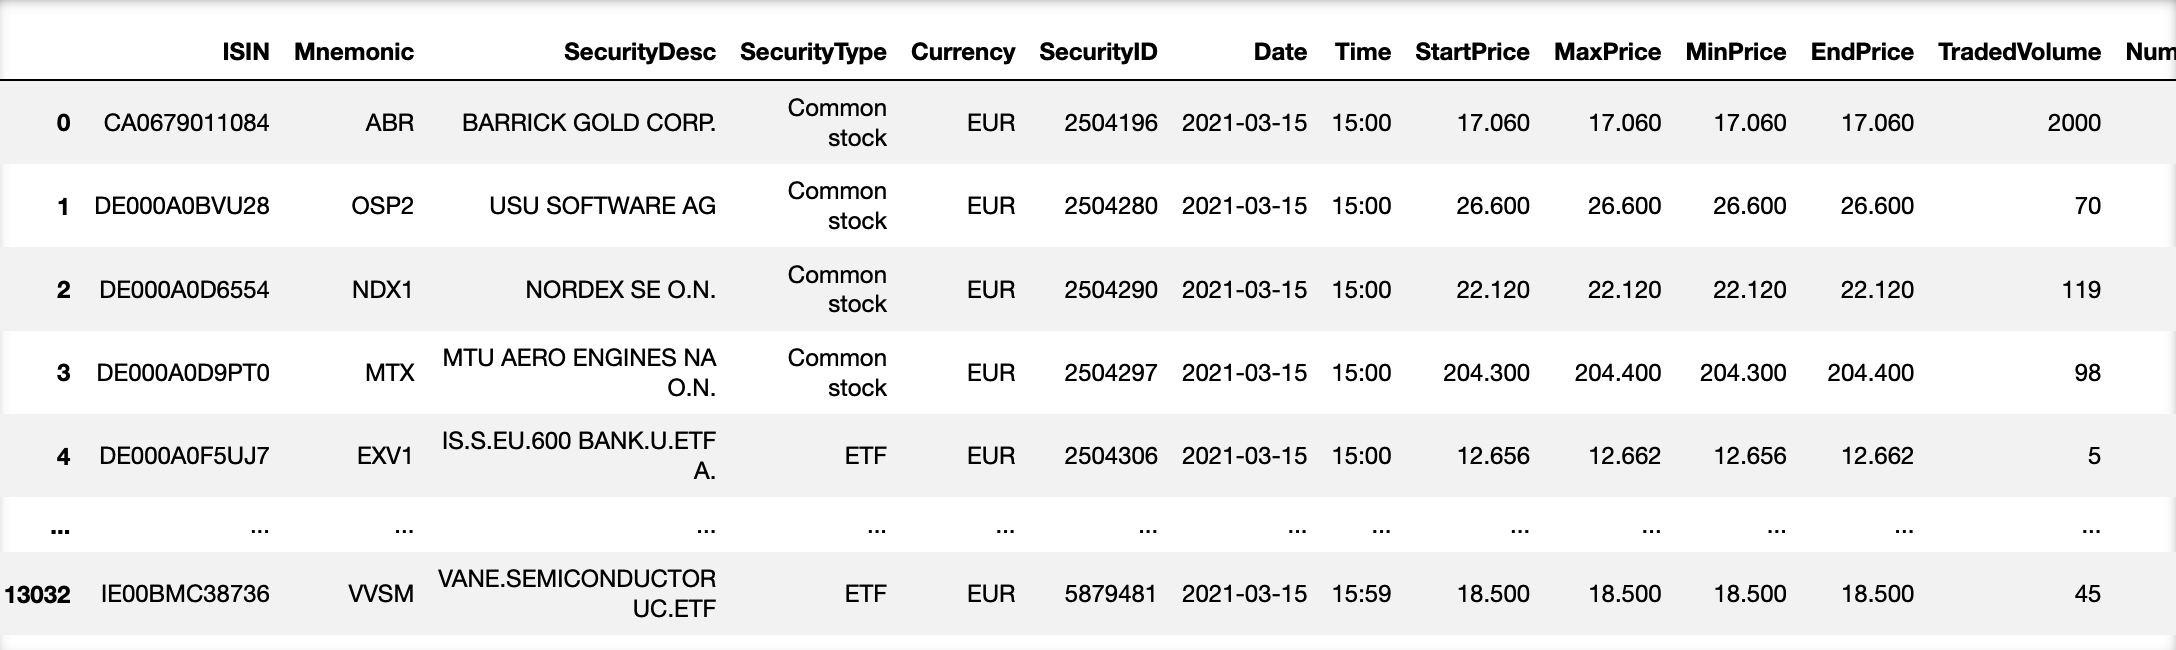 ISIN Mnemonic SecurityDesc SecurityType Currency SecurityID Date Time StartPrice MaxPrice MinPrice EndPrice TradedVolume Num
0 CA0679011084 ABR BARRICK GOLD CORP. Common stock EUR 2504196 2021-03-15 15:00 17.060 17.060 17.060 17.060 2000
1 DE000A0BVU28 OSP2 USU SOFTWARE AG Common stock EUR 2504280 2021-03-15 15:00 26.600 26.600 26.600 26.600 70
2 DE000A0D6554 NDX1 NORDEX SE O.N. Common stock EUR 2504290 2021-03-15 15:00 22.120 22.120 22.120 22.120 119
3 DE000A0D9PT0 MTX MTU AERO ENGINES NA O.N. Common stock EUR 2504297 2021-03-15 15:00 204.300 204.400 204.300 204.400 98
4 DE000A0F5UJ7 EXV1 IS.S.EU.600 BANK.U.ETF A. ETF EUR 2504306 2021-03-15 15:00 12.656 12.662 12.656 12.662 5
... ... ... ... ... ... ... ... ... ... ... ... ... ...
13032 IE00BMC38736 VVSM VANE.SEMICONDUCTOR UC.ETF ETF EUR 5879481 2021-03-15 15:59 18.500 18.500 18.500 18.500 45